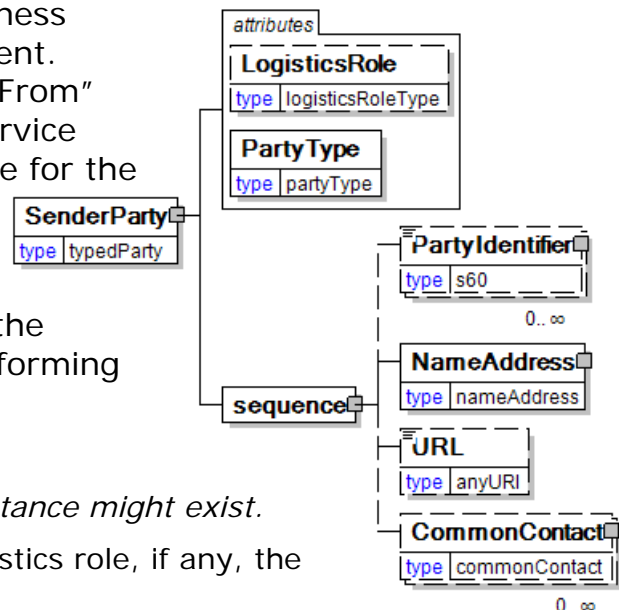 ness
ent.
From"
rvice
e for the
the
forming
tance might exist.
stics role, if any, the
attributes
LogisticsRole
type logisticsRoleType
PartyType
type partyType
SenderParty
type typedParty
sequence
PartyIdentifier
type s60
0.. ∞
NameAddress
type nameAddress
URL
type anyURI
CommonContact
type commonContact
0.. ∞